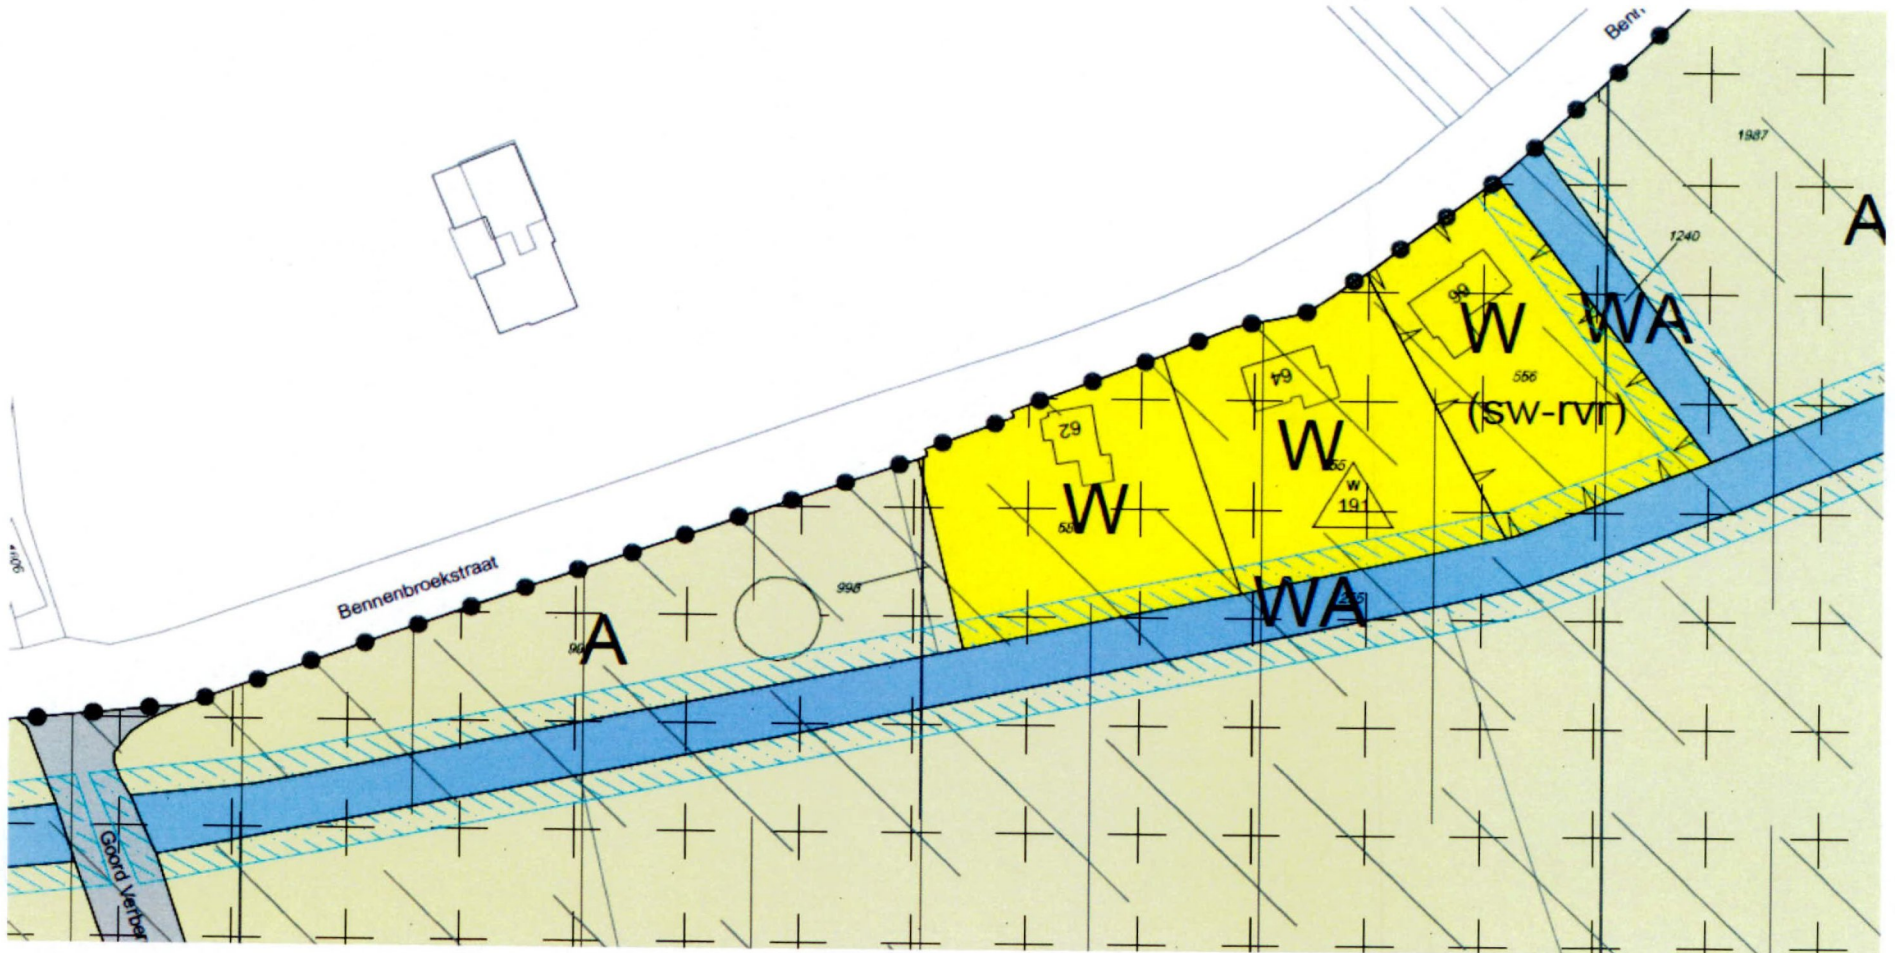 Benn
1987
A
1240
66
W
WA
556
(sw-rvr)
64
W
w
191
62
W
Bennenbroekstraat
998
WA
A
Goord Verber